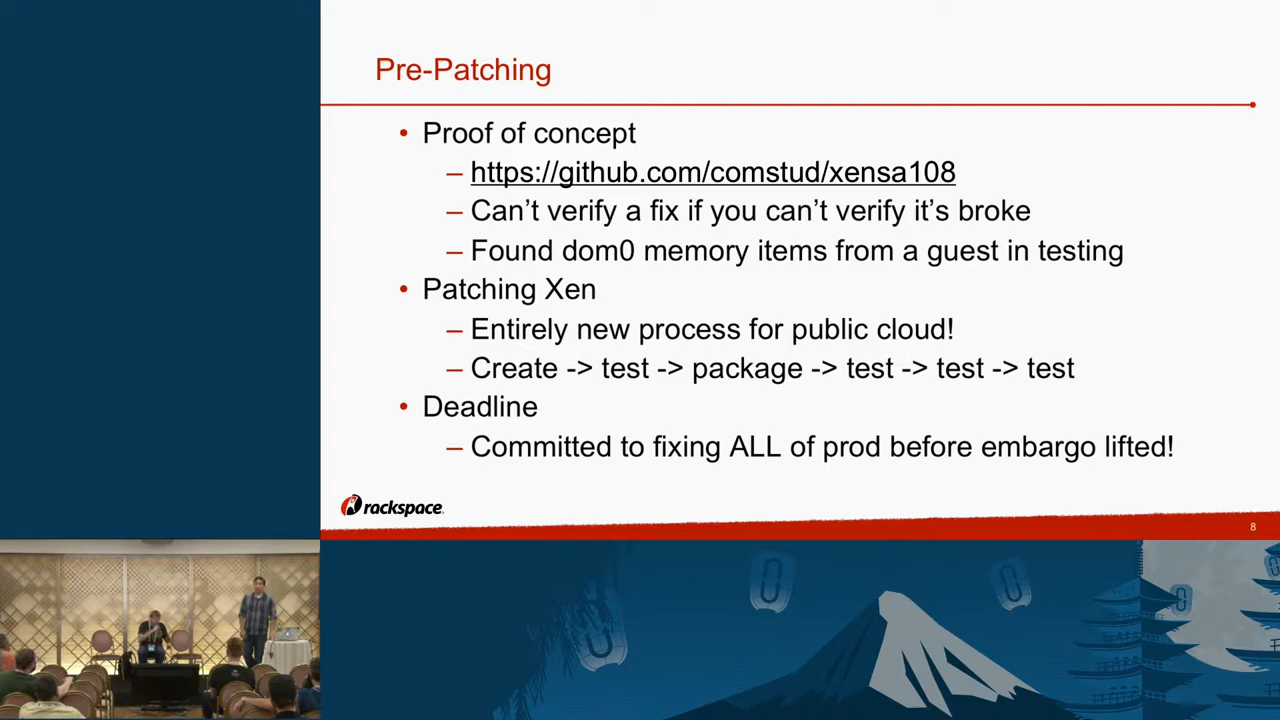 Pre-Patching
• Proof of concept
– https://github.com/comstud/xensa108
– Can’t verify a fix if you can’t verify it’s broke
– Found dom0 memory items from a guest in testing
• Patching Xen
– Entirely new process for public cloud!
– Create -> test -> package -> test -> test -> test
• Deadline
– Committed to fixing ALL of prod before embargo lifted!
rackspace
8